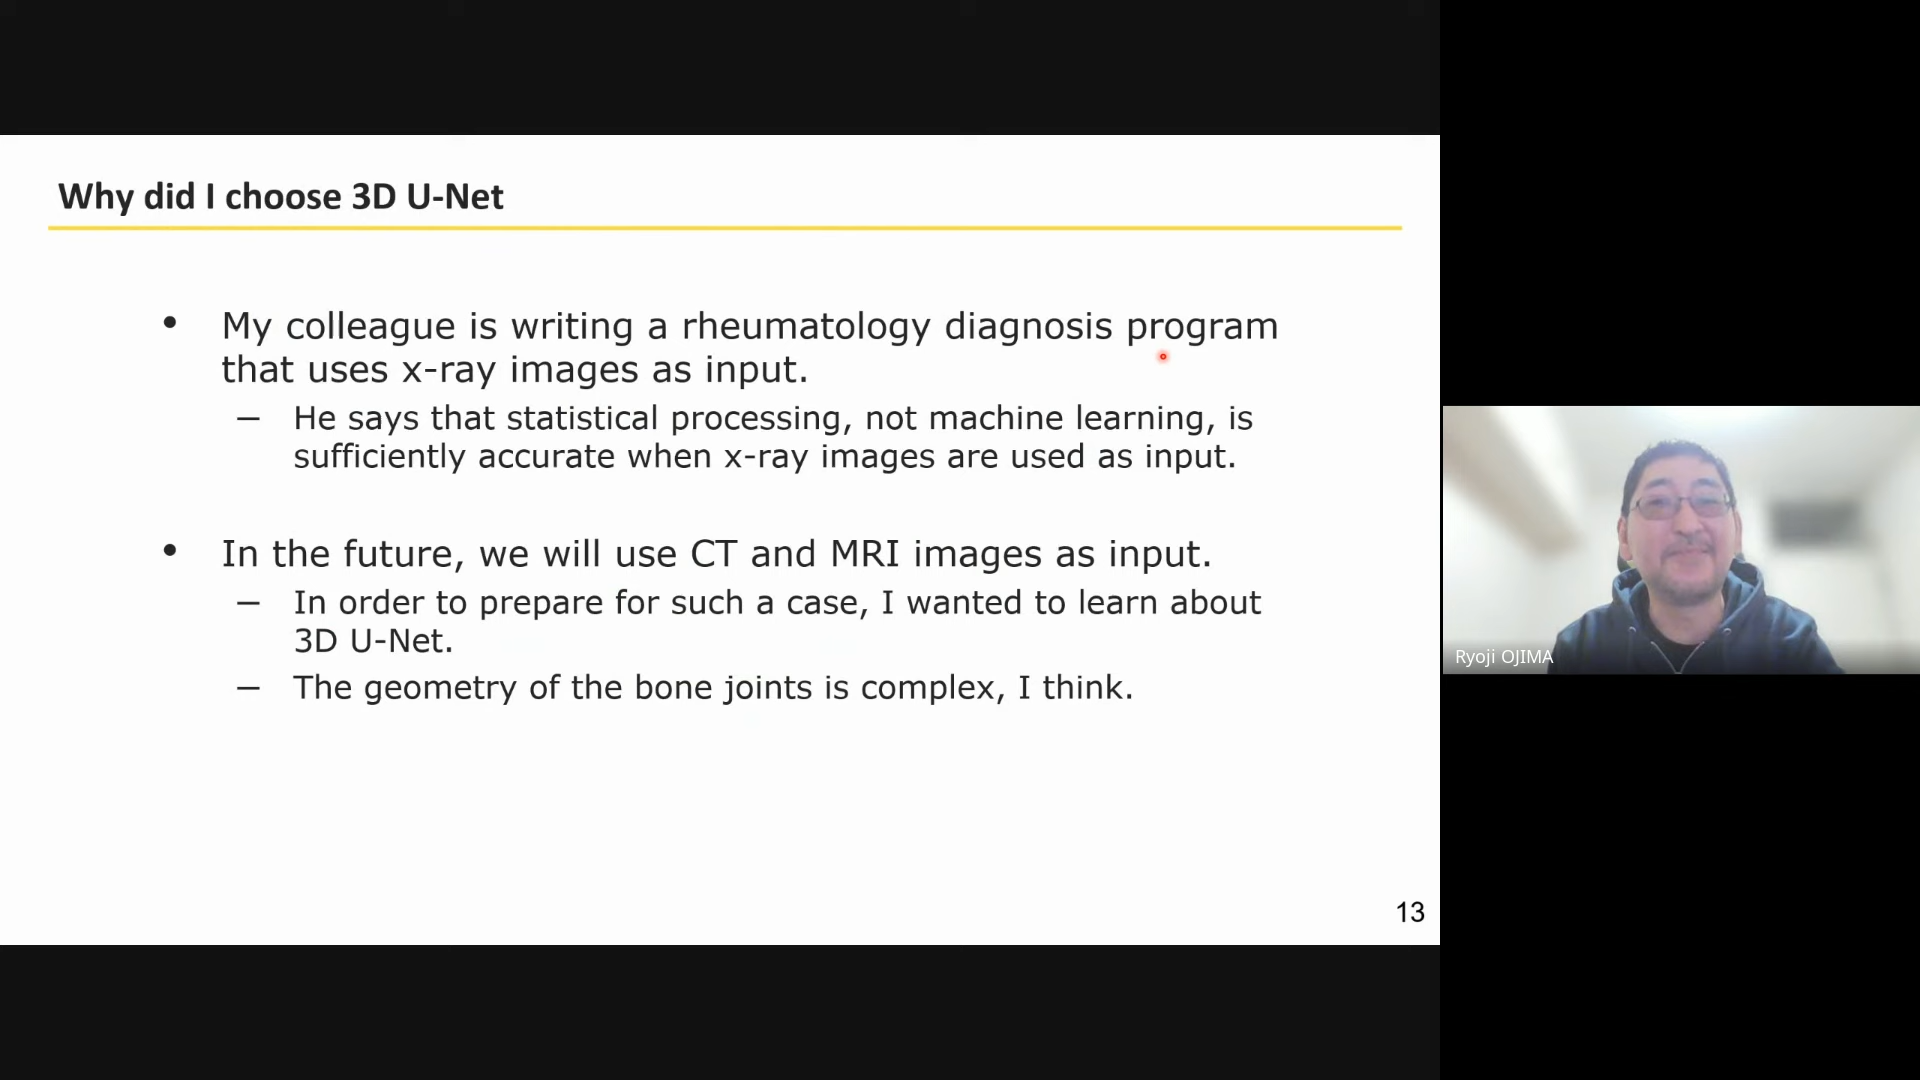 Why did I choose 3D U-Net
• My colleague is writing a rheumatology diagnosis program
that uses x-ray images as input.
— He says that statistical processing, not machine learning, is
sufficiently accurate when x-ray images are used as input.
• In the future, we will use CT and MRI images as input.
— In order to prepare for such a case, I wanted to learn about
3D U-Net.
— The geometry of the bone joints is complex, I think.
13
Ryoji OJIMA